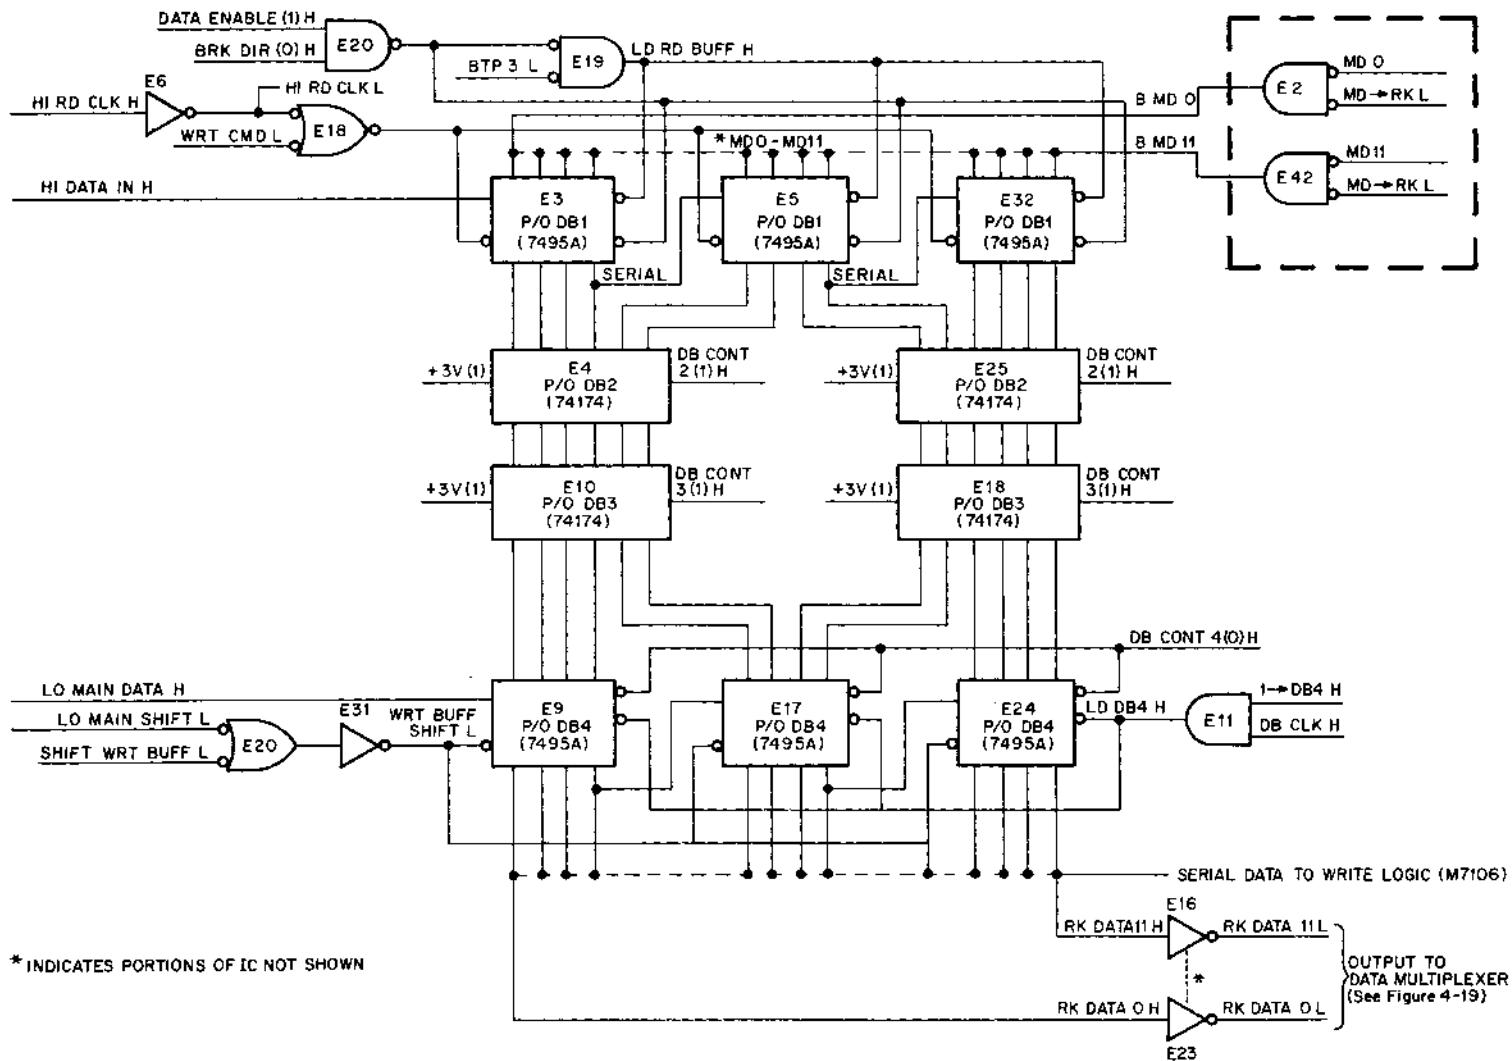 DATA ENABLE (1) H
BRK DIR (0) H
E20
BTP 3 L
E19
LD RD BUFF H
E6
HI RD CLK H
HI RD CLK L
WRT CMD L
E18
B MD 0
E2
MD 0
MD→RK L
* MD0 - MD11
B MD 11
E42
MD11
MD→RK L
HI DATA IN H
E3
P/O DB1
(7495A)
E5
P/O DB1
(7495A)
E32
P/O DB1
(7495A)
SERIAL
SERIAL
+3V(1)
E4
P/O DB2
(74174)
DB CONT
2(1) H
+3V(1)
E25
P/O DB2
(74174)
DB CONT
2(1) H
+3V(1)
E10
P/O DB3
(74174)
DB CONT
3(1) H
+3V(1)
E18
P/O DB3
(74174)
DB CONT
3(1) H
DB CONT 4(0) H
LO MAIN DATA H
LO MAIN SHIFT L
SHIFT WRT BUFF L
E20
E31
WRT BUFF
SHIFT L
E9
P/O DB4
(7495A)
E17
P/O DB4
(7495A)
E24
P/O DB4
(7495A)
LD DB4 H
E11
1→DB4 H
DB CLK H
SERIAL DATA TO WRITE LOGIC (M7106)
E16
RK DATA11 H
RK DATA 11 L
*
OUTPUT TO
DATA MULTIPLEXER
(See Figure 4-19)
RK DATA 0 H
RK DATA 0 L
E23
* INDICATES PORTIONS OF IC NOT SHOWN